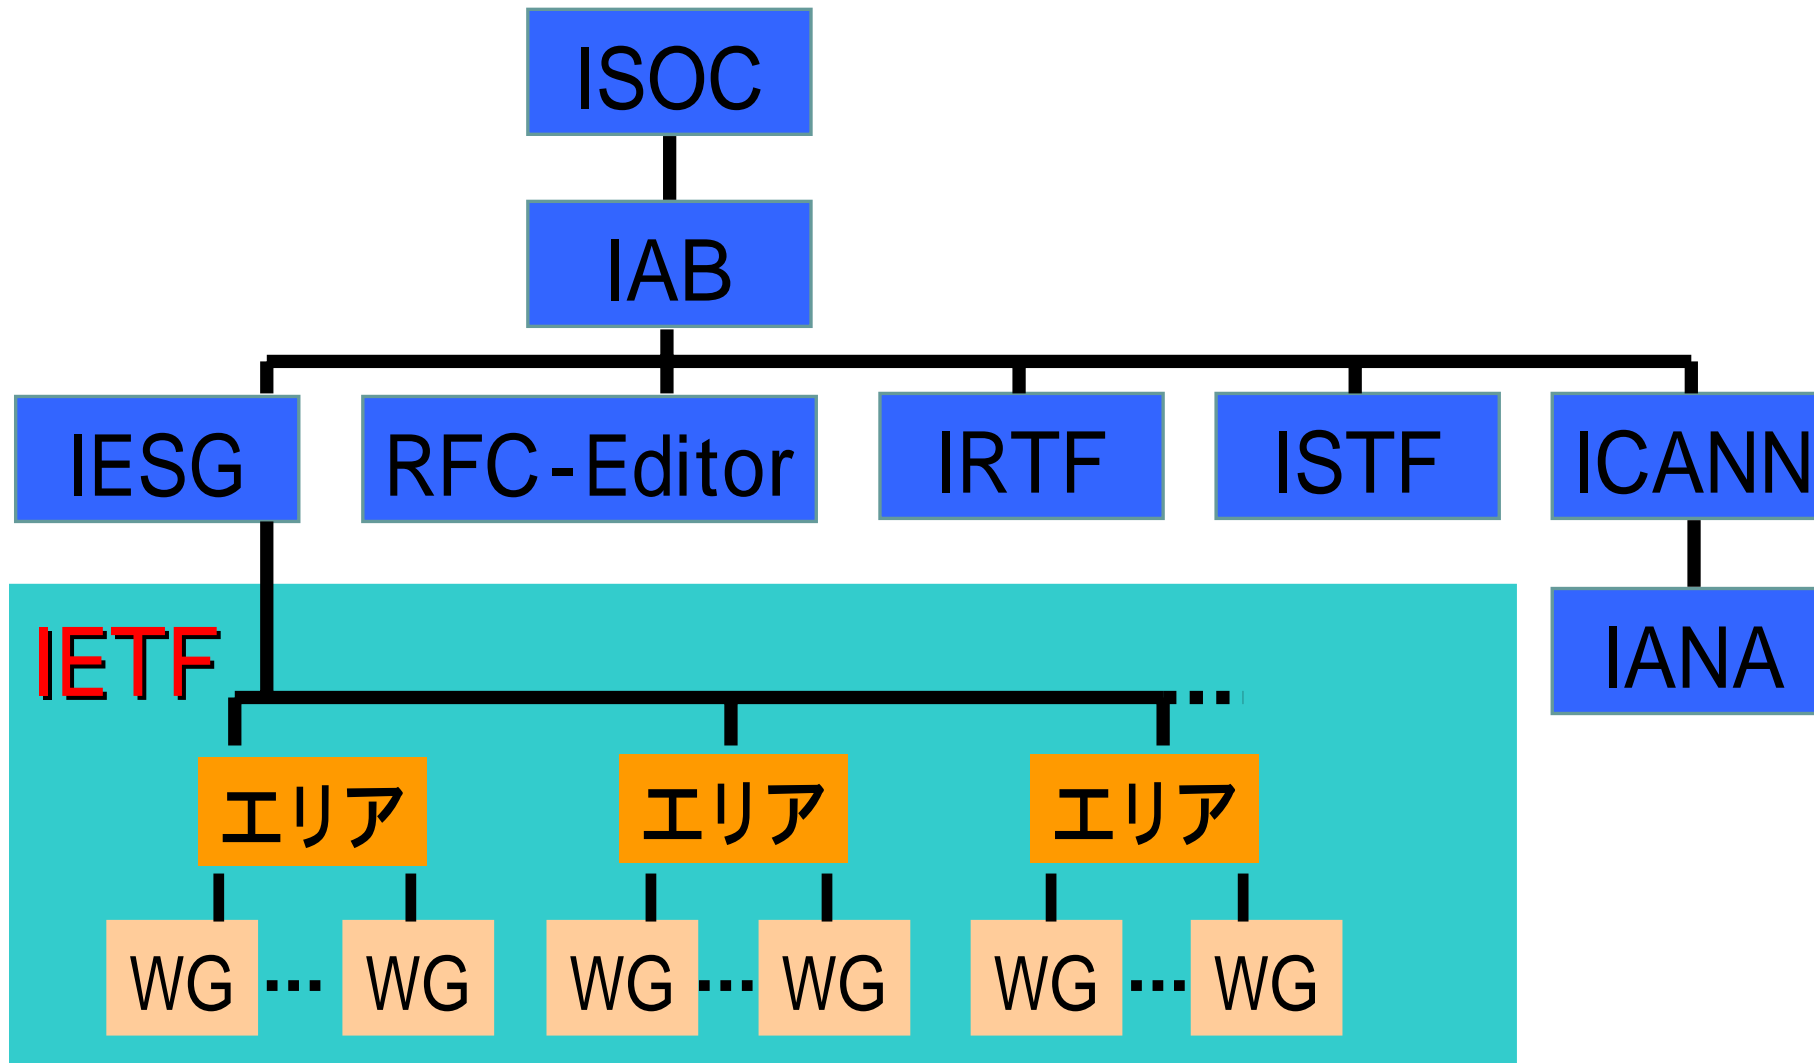 ISOC
IAB
IESG RFC-Editor IRTF ISTF ICANN
IETF
IANA
エリア エリア エリア
WG ... WG WG ... WG WG ... WG